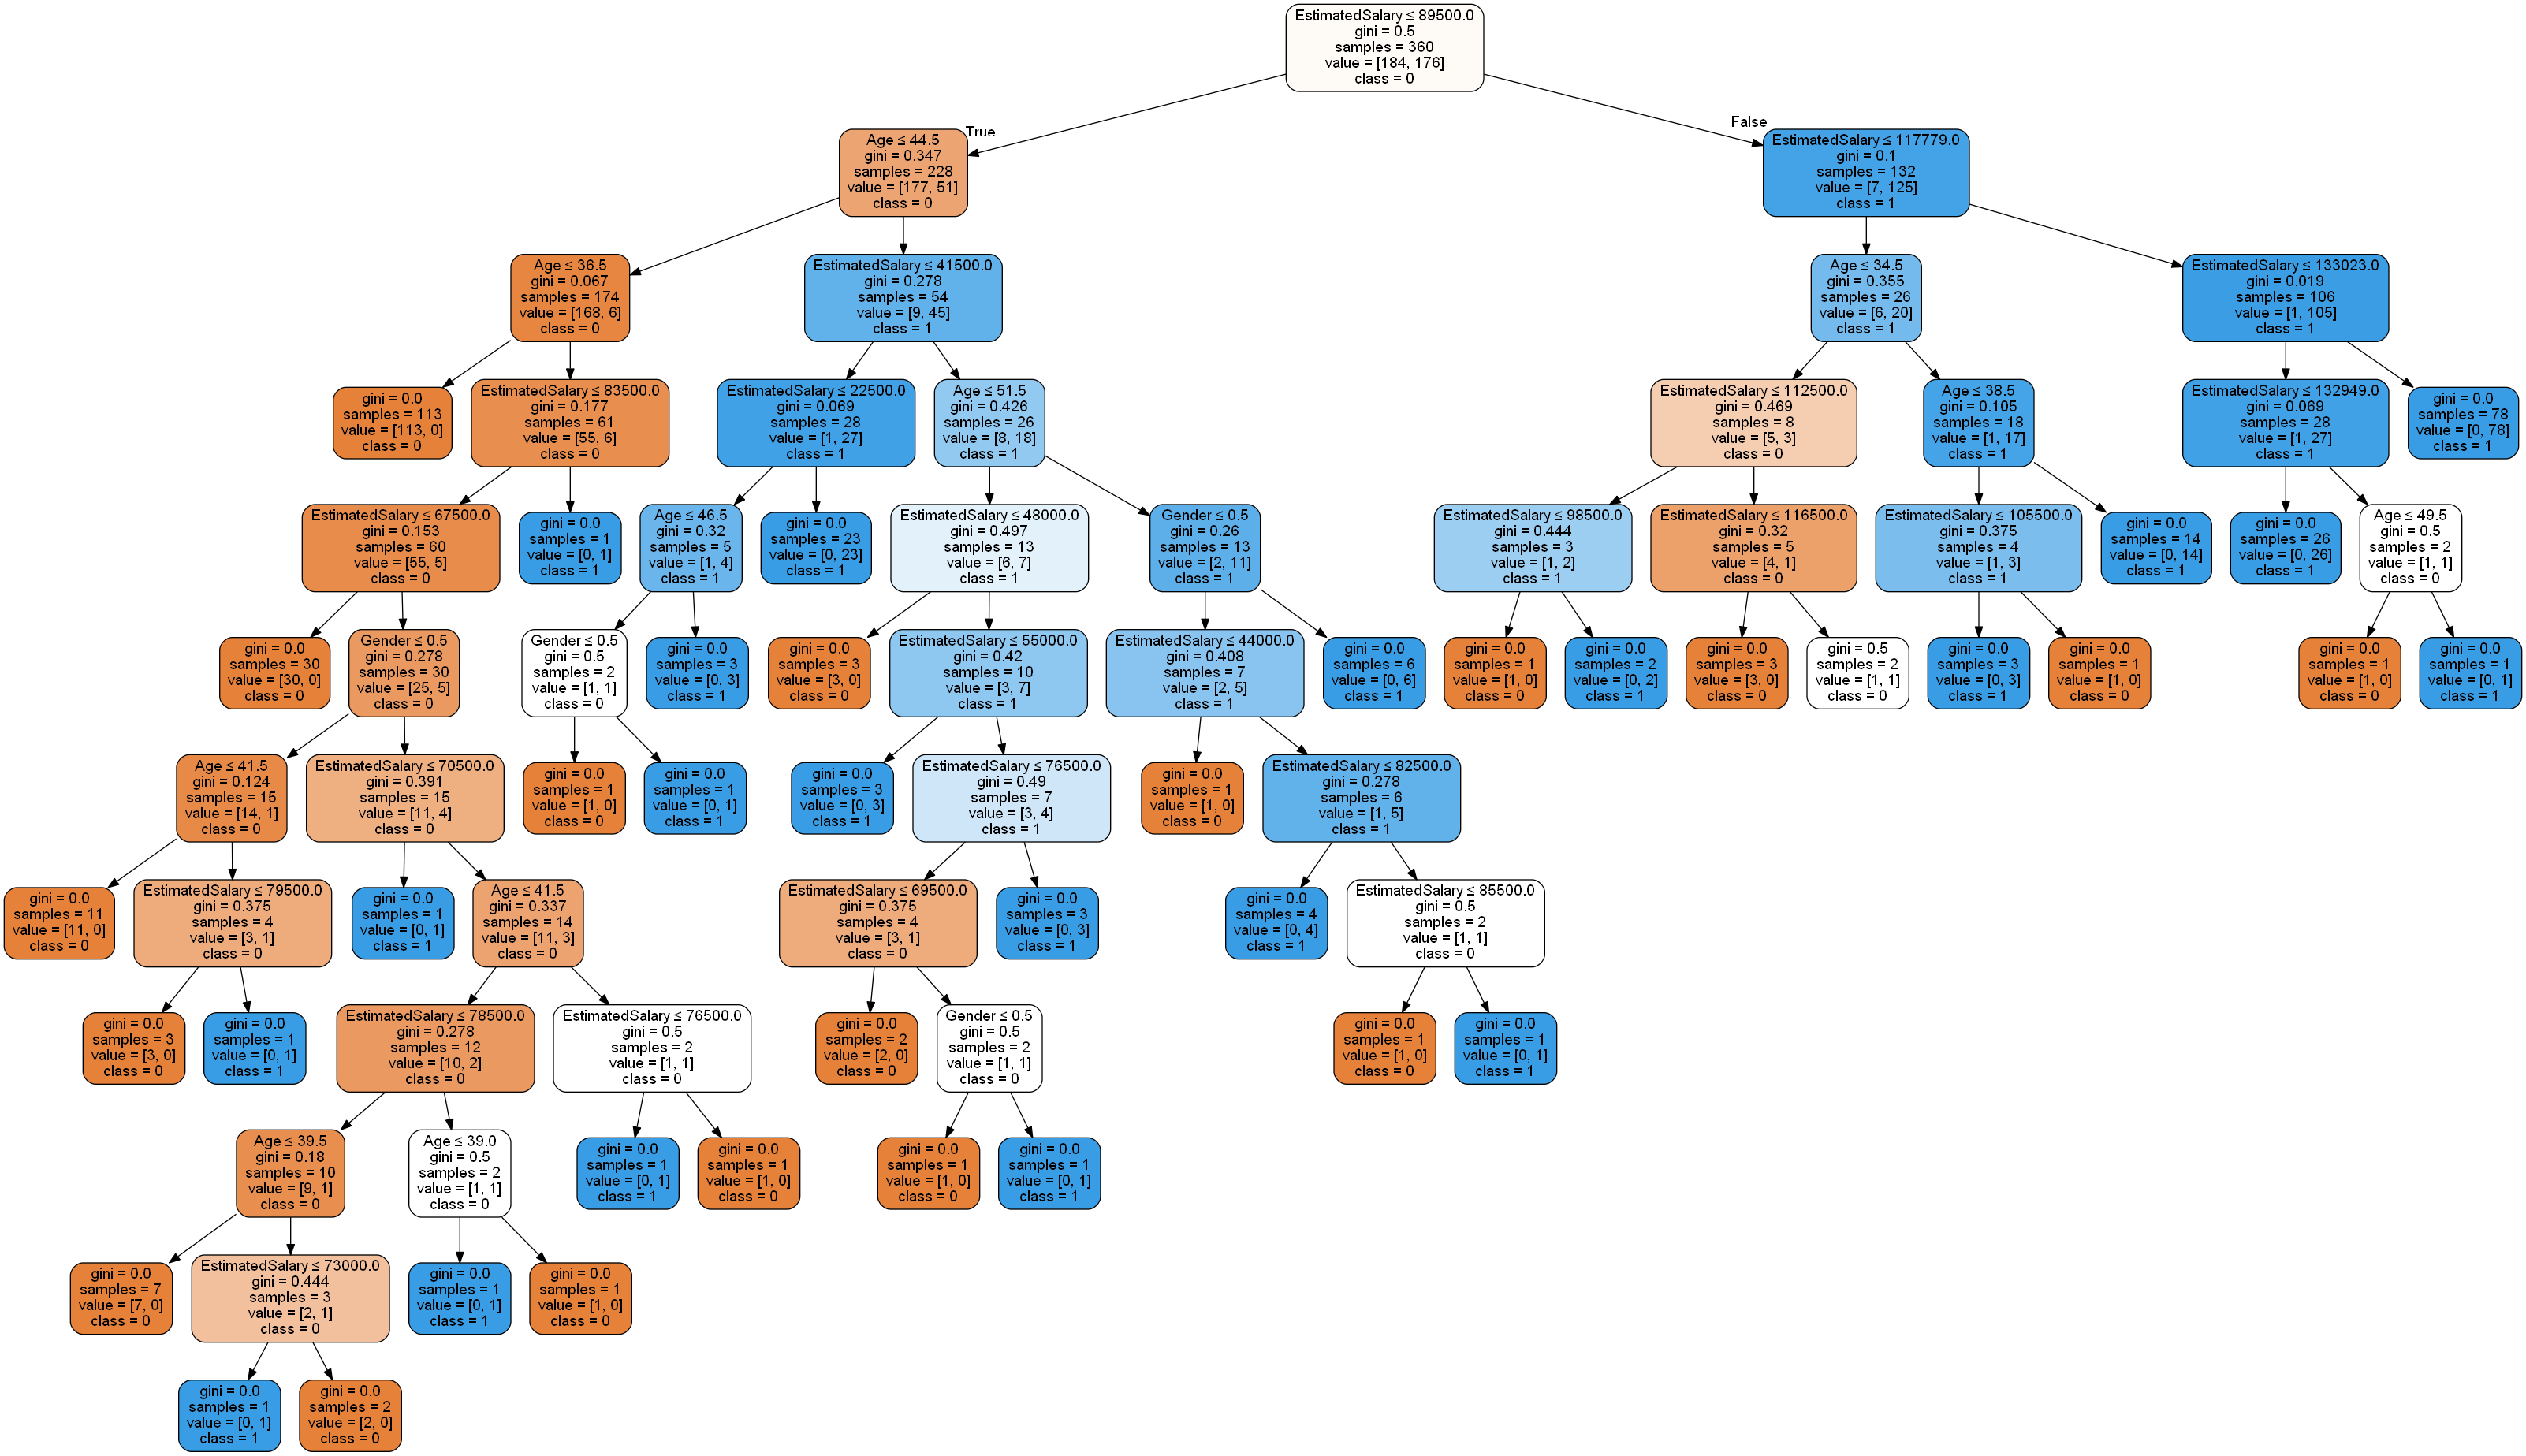 EstimatedSalary ≤ 89500.0
gini = 0.5
samples = 360
value = [184, 176]
class = 0
True
False
Age ≤ 44.5
gini = 0.347
samples = 228
value = [177, 51]
class = 0
EstimatedSalary ≤ 117779.0
gini = 0.1
samples = 132
value = [7, 125]
class = 1
Age ≤ 36.5
gini = 0.067
samples = 174
value = [168, 6]
class = 0
EstimatedSalary ≤ 41500.0
gini = 0.278
samples = 54
value = [9, 45]
class = 1
Age ≤ 34.5
gini = 0.355
samples = 26
value = [6, 20]
class = 1
EstimatedSalary ≤ 133023.0
gini = 0.019
samples = 106
value = [1, 105]
class = 1
gini = 0.0
samples = 113
value = [113, 0]
class = 0
EstimatedSalary ≤ 83500.0
gini = 0.177
samples = 61
value = [55, 6]
class = 0
EstimatedSalary ≤ 22500.0
gini = 0.069
samples = 28
value = [1, 27]
class = 1
Age ≤ 51.5
gini = 0.426
samples = 26
value = [8, 18]
class = 1
EstimatedSalary ≤ 112500.0
gini = 0.469
samples = 8
value = [5, 3]
class = 0
Age ≤ 38.5
gini = 0.105
samples = 18
value = [1, 17]
class = 1
EstimatedSalary ≤ 132949.0
gini = 0.069
samples = 28
value = [1, 27]
class = 1
gini = 0.0
samples = 78
value = [0, 78]
class = 1
EstimatedSalary ≤ 67500.0
gini = 0.153
samples = 60
value = [55, 5]
class = 0
gini = 0.0
samples = 1
value = [0, 1]
class = 1
Age ≤ 46.5
gini = 0.32
samples = 5
value = [1, 4]
class = 1
gini = 0.0
samples = 23
value = [0, 23]
class = 1
EstimatedSalary ≤ 48000.0
gini = 0.497
samples = 13
value = [6, 7]
class = 1
Gender ≤ 0.5
gini = 0.26
samples = 13
value = [2, 11]
class = 1
EstimatedSalary ≤ 98500.0
gini = 0.444
samples = 3
value = [1, 2]
class = 1
EstimatedSalary ≤ 116500.0
gini = 0.32
samples = 5
value = [4, 1]
class = 0
EstimatedSalary ≤ 105500.0
gini = 0.375
samples = 4
value = [1, 3]
class = 1
gini = 0.0
samples = 14
value = [0, 14]
class = 1
gini = 0.0
samples = 26
value = [0, 26]
class = 1
Age ≤ 49.5
gini = 0.5
samples = 2
value = [1, 1]
class = 0
gini = 0.0
samples = 30
value = [30, 0]
class = 0
Gender ≤ 0.5
gini = 0.278
samples = 30
value = [25, 5]
class = 0
Gender ≤ 0.5
gini = 0.5
samples = 2
value = [1, 1]
class = 0
gini = 0.0
samples = 3
value = [0, 3]
class = 1
gini = 0.0
samples = 3
value = [3, 0]
class = 0
EstimatedSalary ≤ 55000.0
gini = 0.42
samples = 10
value = [3, 7]
class = 1
EstimatedSalary ≤ 44000.0
gini = 0.408
samples = 7
value = [2, 5]
class = 1
gini = 0.0
samples = 6
value = [0, 6]
class = 1
gini = 0.0
samples = 1
value = [1, 0]
class = 0
gini = 0.0
samples = 2
value = [0, 2]
class = 1
gini = 0.0
samples = 3
value = [3, 0]
class = 0
gini = 0.5
samples = 2
value = [1, 1]
class = 0
gini = 0.0
samples = 3
value = [0, 3]
class = 1
gini = 0.0
samples = 1
value = [1, 0]
class = 0
gini = 0.0
samples = 1
value = [1, 0]
class = 0
gini = 0.0
samples = 1
value = [0, 1]
class = 1
Age ≤ 41.5
gini = 0.124
samples = 15
value = [14, 1]
class = 0
EstimatedSalary ≤ 70500.0
gini = 0.391
samples = 15
value = [11, 4]
class = 0
gini = 0.0
samples = 1
value = [1, 0]
class = 0
gini = 0.0
samples = 1
value = [0, 1]
class = 1
gini = 0.0
samples = 3
value = [0, 3]
class = 1
EstimatedSalary ≤ 76500.0
gini = 0.49
samples = 7
value = [3, 4]
class = 1
gini = 0.0
samples = 1
value = [1, 0]
class = 0
EstimatedSalary ≤ 82500.0
gini = 0.278
samples = 6
value = [1, 5]
class = 1
gini = 0.0
samples = 11
value = [11, 0]
class = 0
EstimatedSalary ≤ 79500.0
gini = 0.375
samples = 4
value = [3, 1]
class = 0
gini = 0.0
samples = 1
value = [0, 1]
class = 1
Age ≤ 41.5
gini = 0.337
samples = 14
value = [11, 3]
class = 0
EstimatedSalary ≤ 69500.0
gini = 0.375
samples = 4
value = [3, 1]
class = 0
gini = 0.0
samples = 3
value = [0, 3]
class = 1
gini = 0.0
samples = 4
value = [0, 4]
class = 1
EstimatedSalary ≤ 85500.0
gini = 0.5
samples = 2
value = [1, 1]
class = 0
gini = 0.0
samples = 3
value = [3, 0]
class = 0
gini = 0.0
samples = 1
value = [0, 1]
class = 1
EstimatedSalary ≤ 78500.0
gini = 0.278
samples = 12
value = [10, 2]
class = 0
EstimatedSalary ≤ 76500.0
gini = 0.5
samples = 2
value = [1, 1]
class = 0
gini = 0.0
samples = 2
value = [2, 0]
class = 0
Gender ≤ 0.5
gini = 0.5
samples = 2
value = [1, 1]
class = 0
gini = 0.0
samples = 1
value = [1, 0]
class = 0
gini = 0.0
samples = 1
value = [0, 1]
class = 1
Age ≤ 39.5
gini = 0.18
samples = 10
value = [9, 1]
class = 0
Age ≤ 39.0
gini = 0.5
samples = 2
value = [1, 1]
class = 0
gini = 0.0
samples = 1
value = [0, 1]
class = 1
gini = 0.0
samples = 1
value = [1, 0]
class = 0
gini = 0.0
samples = 1
value = [1, 0]
class = 0
gini = 0.0
samples = 1
value = [0, 1]
class = 1
gini = 0.0
samples = 7
value = [7, 0]
class = 0
EstimatedSalary ≤ 73000.0
gini = 0.444
samples = 3
value = [2, 1]
class = 0
gini = 0.0
samples = 1
value = [0, 1]
class = 1
gini = 0.0
samples = 1
value = [1, 0]
class = 0
gini = 0.0
samples = 1
value = [0, 1]
class = 1
gini = 0.0
samples = 2
value = [2, 0]
class = 0